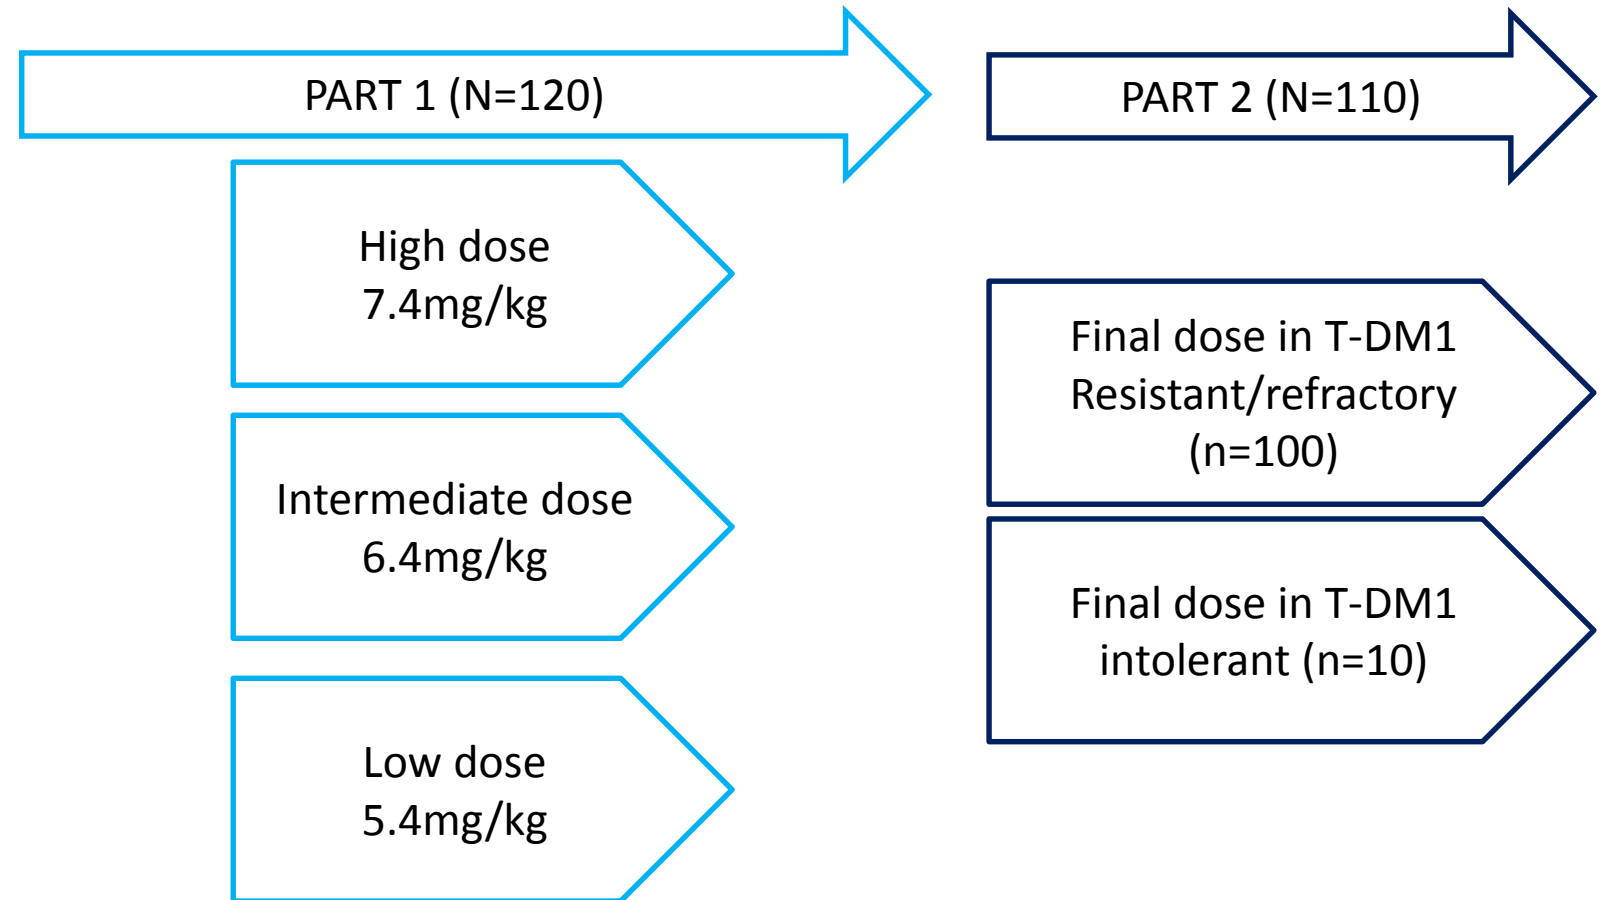 PART 1 (N=120)
High dose
7.4mg/kg
Intermediate dose
6.4mg/kg
Low dose
5.4mg/kg
PART 2 (N=110)
Final dose in T-DM1
Resistant/refractory
(n=100)
Final dose in T-DM1
intolerant (n=10)